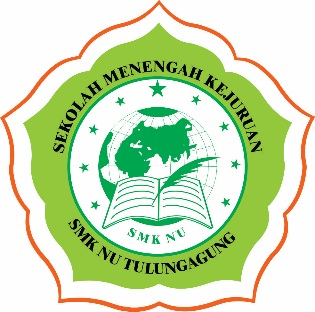 SEKOLAH MENENGAH KEJURUAN
SMK NU
SMK NU TULUNGAGUNG